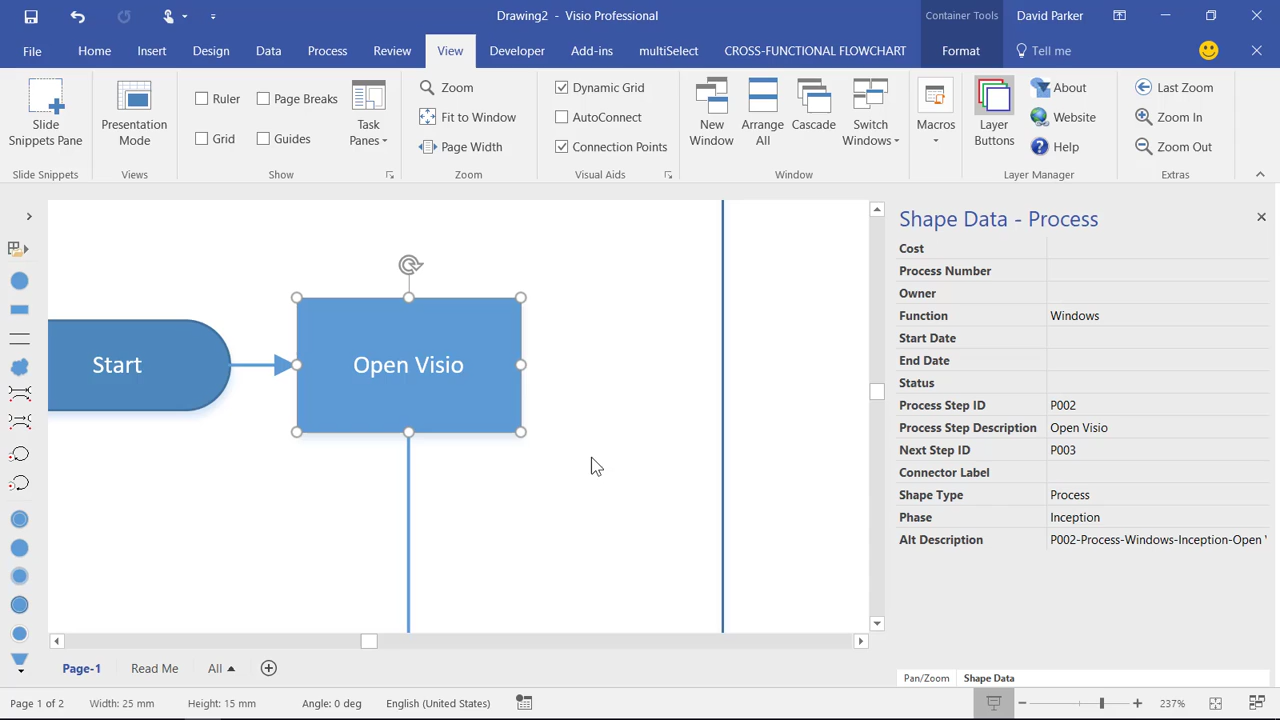 Drawing2 - Visio Professional
Container Tools
David Parker
File Home Insert Design Data Process Review View Developer Add-ins multiSelect CROSS-FUNCTIONAL FLOWCHART Format Tell me
Slide Snippets Pane
Slide Snippets
Presentation Mode
Views
Ruler
Page Breaks
Grid
Guides
Task Panes
Show
Zoom
Fit to Window
Page Width
Zoom
Dynamic Grid
AutoConnect
Connection Points
Visual Aids
New Window
Arrange All
Cascade
Switch Windows
Window
Macros
Layer Buttons
About
Website
Help
Layer Manager
Last Zoom
Zoom In
Zoom Out
Extras
Start
Open Visio
Shape Data - Process
Cost
Process Number
Owner
Function Windows
Start Date
End Date
Status
Process Step ID P002
Process Step Description Open Visio
Next Step ID P003
Connector Label
Shape Type Process
Phase Inception
Alt Description P002-Process-Windows-Inception-Open
Pan/Zoom Shape Data
Page-1 Read Me All
Page 1 of 2 Width: 25 mm Height: 15 mm Angle: 0 deg English (United States) 237%